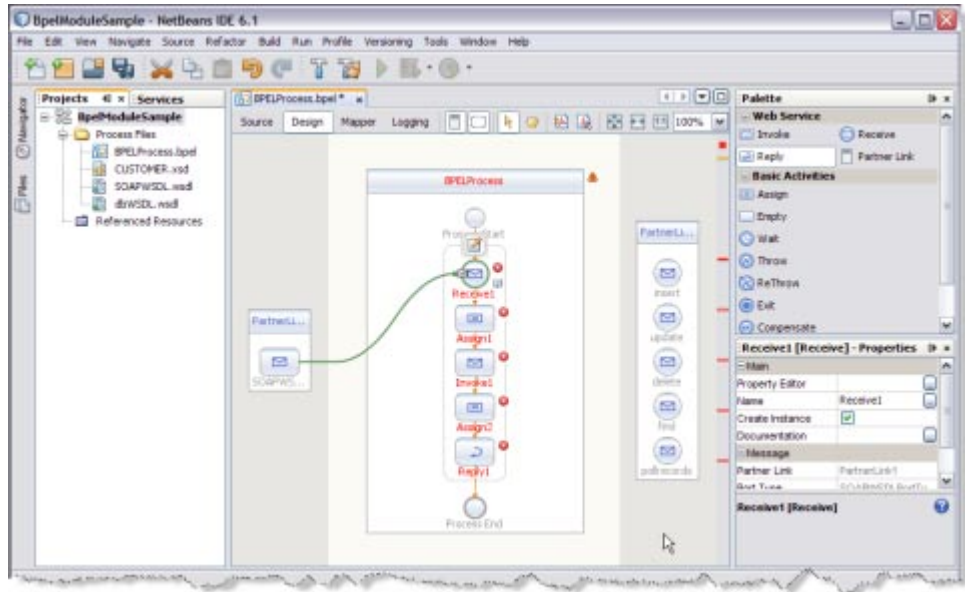 BpelModuleSample - NetBeans IDE 6.1
File Edit View Navigate Source Refactor Build Run Profile Versioning Tools Window Help
Projects Services
Navigator
Files
BpelModuleSample
Process Files
BPELProcess.bpel
CUSTOMER.xsd
SOAPWSDL.wsdl
dbWSDL.wsdl
Referenced Resources
BPELProcess.bpel *
Source Design Mapper Logging 100%
BPELProcess
Process Start
Receive1
Assign1
Invoke1
Assign2
Reply1
Process End
PartnerLi...
SOAPWS...
PartnerLi...
insert
update
delete
find
pollrecords
Palette
Web Service
Invoke Receive
Reply Partner Link
Basic Activities
Assign
Empty
Wait
Throw
ReThrow
Exit
Compensate
Receive1 [Receive] - Properties
Main
Property Editor
Name Receive1
Create Instance
Documentation
Message
Partner Link PartnerLink1
Port Type
Receive1 [Receive]